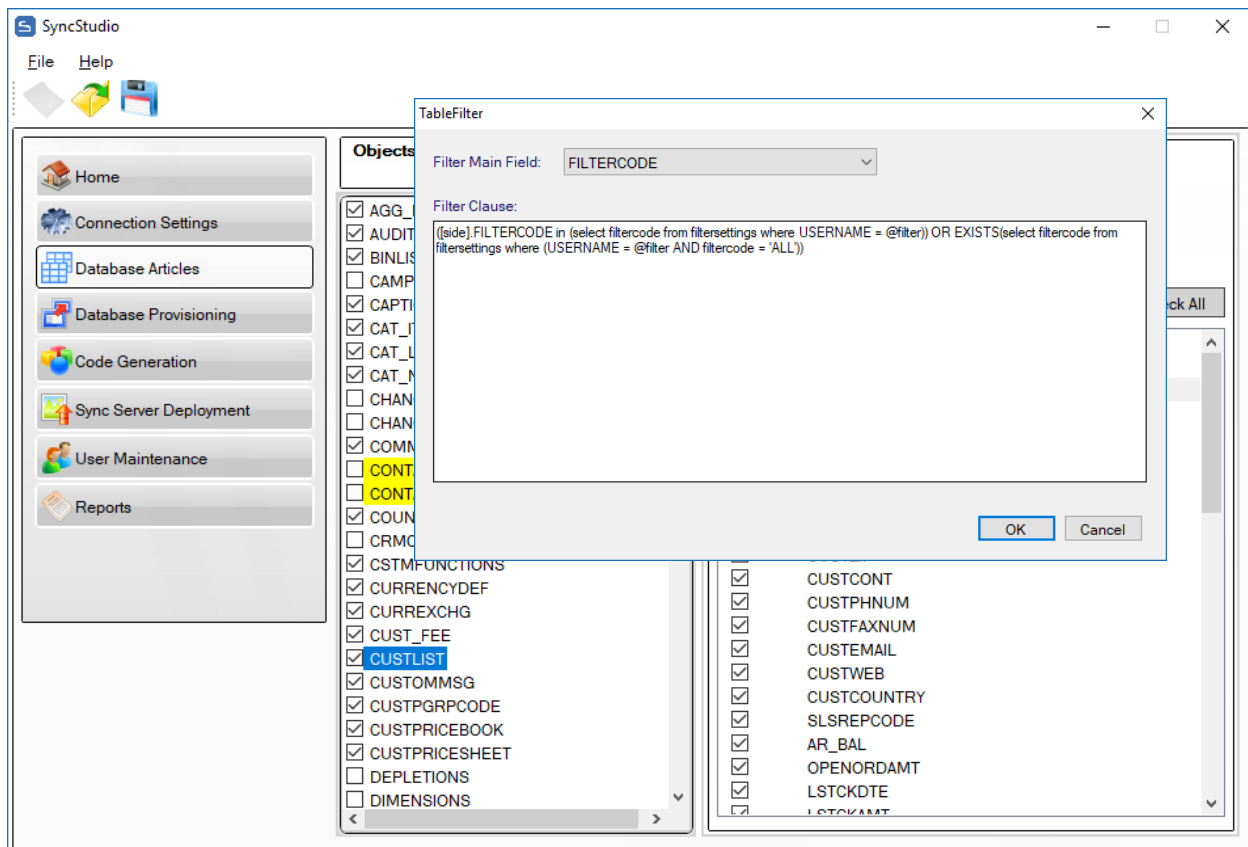 SyncStudio
File Help
TableFilter
Filter Main Field: FILTERCODE
Filter Clause:
([side].FILTERCODE in (select filtercode from filtersettings where USERNAME = @filter)) OR EXISTS(select filtercode from
filtersettings where (USERNAME = @filter AND filtercode = 'ALL'))
OK Cancel
Home
Connection Settings
Database Articles
Database Provisioning
Code Generation
Sync Server Deployment
User Maintenance
Reports
Objects
AGG_
AUDIT
BINLIS
CAMP
CAPTI
CAT_I
CAT_L
CAT_N
CHAN
CHAN
COMM
CONT
CONT
COUN
CRMC
CSTMFUNCTIONS
CURRENCYDEF
CURREXCHG
CUST_FEE
CUSTLIST
CUSTOMMSG
CUSTPGRPCODE
CUSTPRICEBOOK
CUSTPRICESHEET
DEPLETIONS
DIMENSIONS
ck All
CUSTCONT
CUSTPHNUM
CUSTFAXNUM
CUSTEMAIL
CUSTWEB
CUSTCOUNTRY
SLSREPCODE
AR_BAL
OPENORDAMT
LSTCKDTE
LSTCKAMT